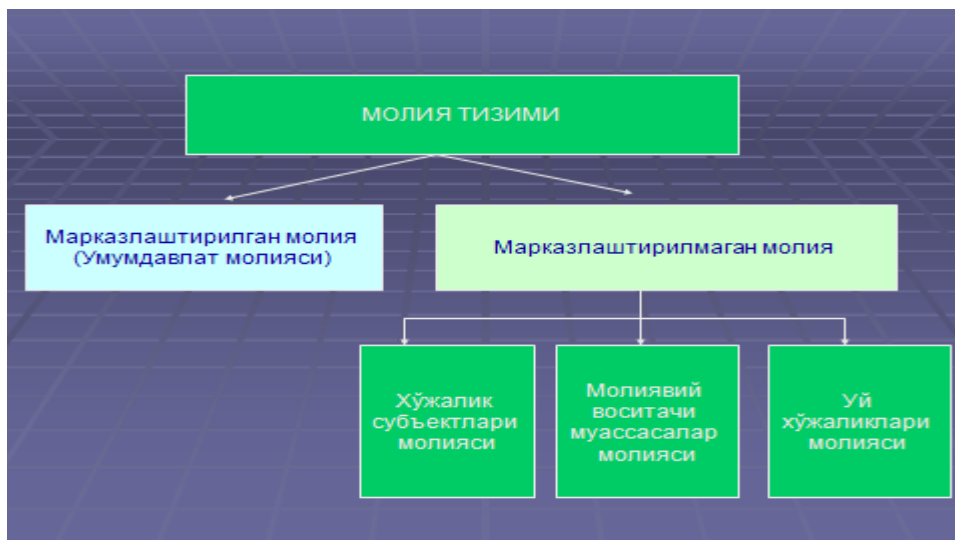 МОЛИЯ ТИЗИМИ
Марказлаштирилган молия
(Умумдавлат молияси)
Марказлаштирилмаган молия
Хўжалик
субъектлари
молияси
Молиявий
воситачи
муассасалар
молияси
Уй
хўжаликлари
молияси